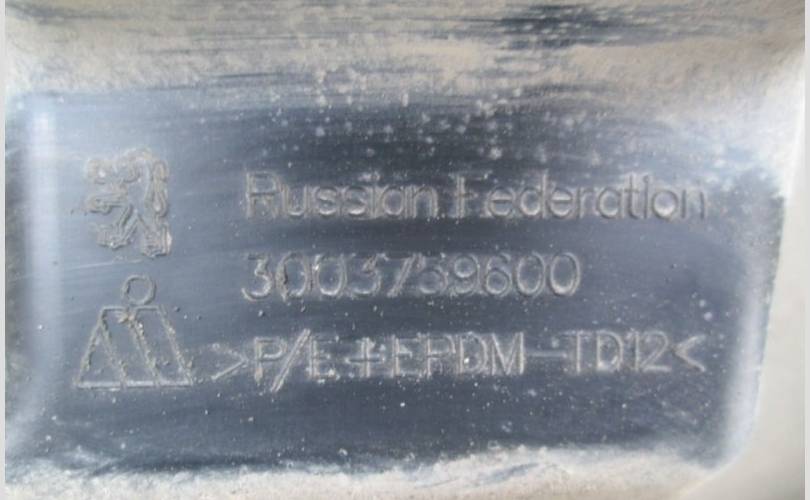 Russian Federation
3003759600
>P/E+EPDM-TD12<